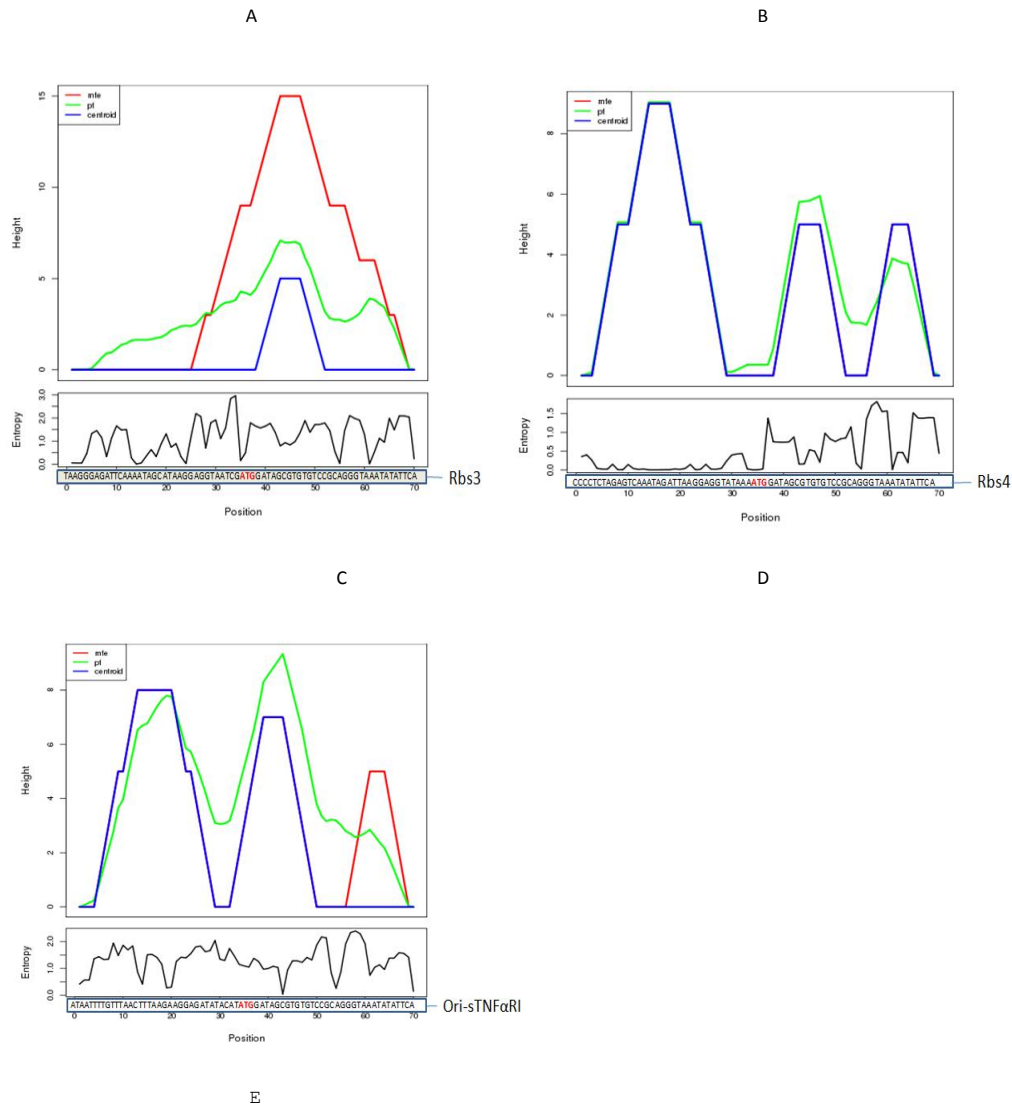 A
mfe
pf
centroid
15
10
5
0
Height
3.0
2.0
1.0
0.0
Entropy
TAAGGGAGATTCAAAATAGCATAAGGAGGTAATCGATGGATAGCGTGTGTCCGCAGGGTAAATATATTCA
Rbs3
0 10 20 30 40 50 60 70
Position
B
mfe
pf
centroid
8
6
4
2
0
Height
1.5
1.0
0.5
0.0
Entropy
CCCCTCTAGAGTCAAATAGATTAAGGAGGTATAAAATGGATAGCGTGTGTCCGCAGGGTAAATATATTCA
Rbs4
0 10 20 30 40 50 60 70
Position
C
mfe
pf
centroid
8
6
4
2
0
Height
2.0
1.0
0.0
Entropy
ATAATTTTGTTTAACTTTAAGAAGGAGATATACATATGGATAGCGTGTGTCCGCAGGGTAAATATATTCA
Ori-sTNFαRI
0 10 20 30 40 50 60 70
Position
D
E